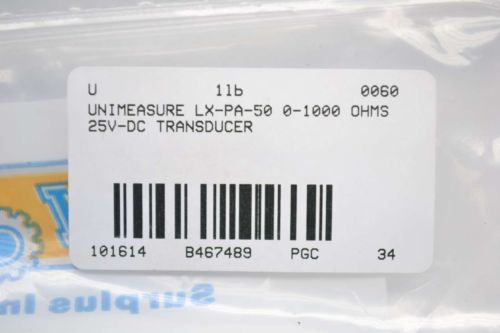 U 1lb 0060
UNIMEASURE LX-PA-50 0-1000 OHMS
25V-DC TRANSDUCER
101614 B467489 PGC 34
Surplus In